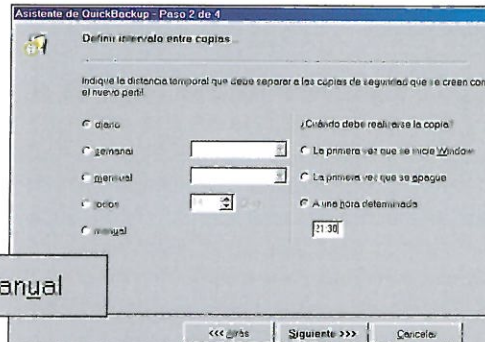 Asistente de QuickBackup - Paso 2 de 4
Definir intervalo entre copias...
Indique la distancia temporal que debe separar a las copias de seguridad que se creen con
el nuevo perfil.
diario
semanal
mensual
todos
manual
¿Cuándo debe realizarse la copia?
La primera vez que se inicie Window
La primera vez que se apague
A una hora determinada
21:30
anual
<<< Atrás
Siguiente >>>
Cancelar